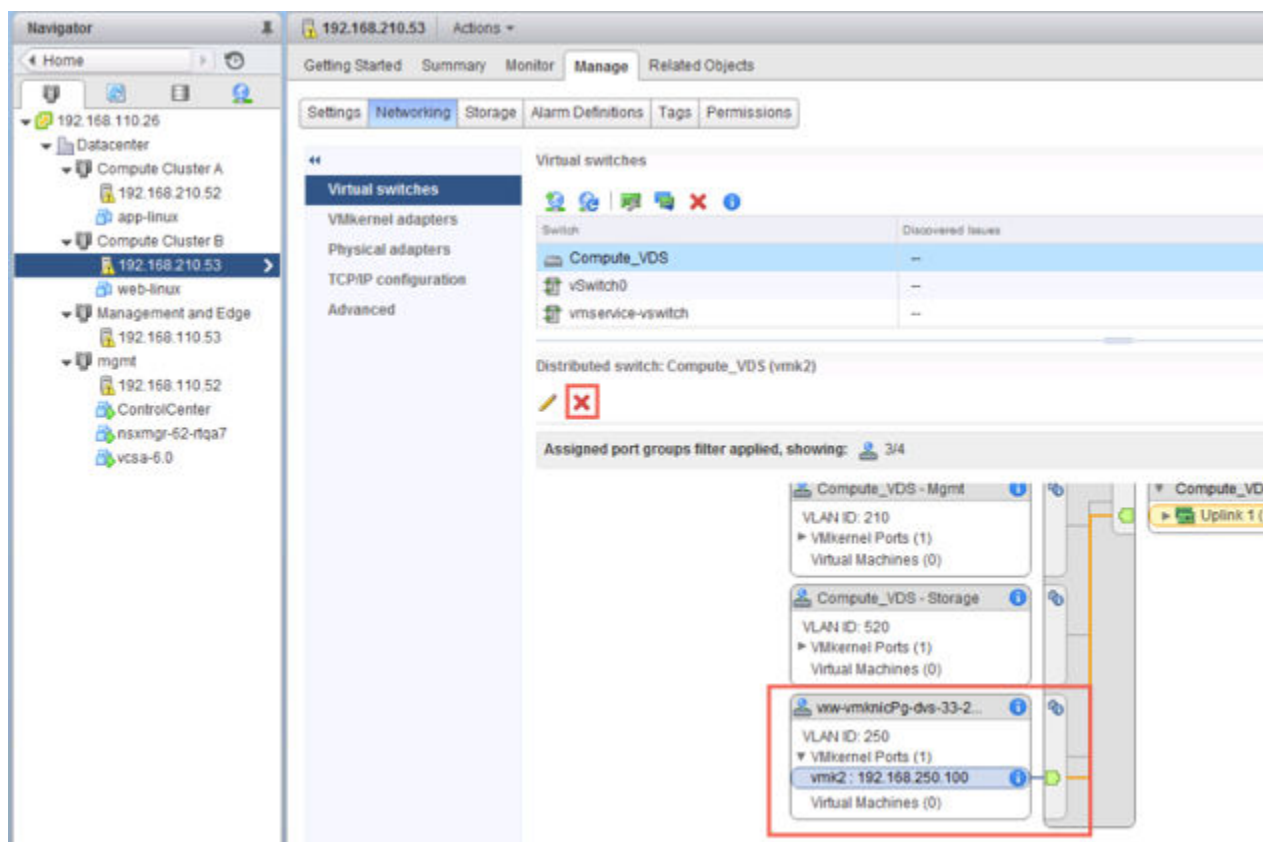 Navigator
Home
192.168.110.26
Datacenter
Compute Cluster A
192.168.210.52
app-linux
Compute Cluster B
192.168.210.53
web-linux
Management and Edge
192.168.110.53
mgmt
192.168.110.52
ControlCenter
nsxmgr-62-rtqa7
vcsa-6.0
192.168.210.53 Actions
Getting Started Summary Monitor Manage Related Objects
Settings Networking Storage Alarm Definitions Tags Permissions
Virtual switches
VMkernel adapters
Physical adapters
TCP/IP configuration
Advanced
Virtual switches
Switch Discovered Issues
Compute_VDS --
vSwitch0 --
vmservice-vswitch --
Distributed switch: Compute_VDS (vmk2)
Assigned port groups filter applied, showing: 3/4
Compute_VDS - Mgmt
VLAN ID: 210
VMkernel Ports (1)
Virtual Machines (0)
Compute_VDS - Storage
VLAN ID: 520
VMkernel Ports (1)
Virtual Machines (0)
vxw-vmknicPg-dvs-33-2...
VLAN ID: 250
VMkernel Ports (1)
vmk2 : 192.168.250.100
Virtual Machines (0)
Compute_VD
Uplink 1 (